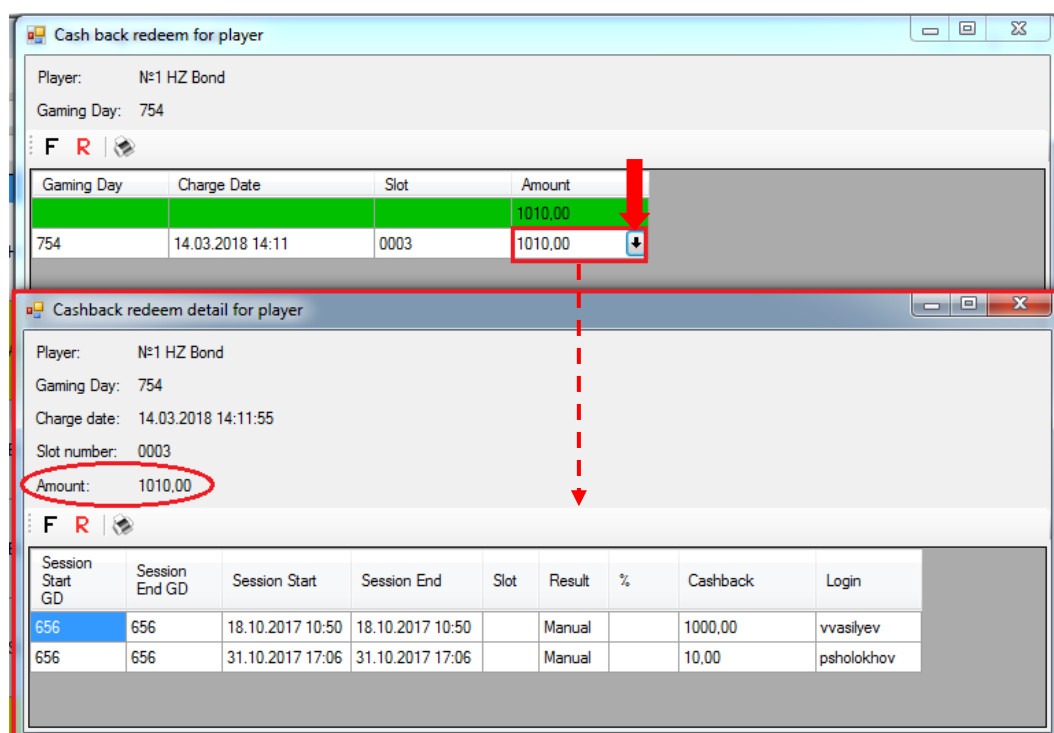 Cash back redeem for player
Player: №1 HZ Bond
Gaming Day: 754
F R
Gaming Day Charge Date Slot Amount
1010,00
754 14.03.2018 14:11 0003 1010,00
Cashback redeem detail for player
Player: №1 HZ Bond
Gaming Day: 754
Charge date: 14.03.2018 14:11:55
Slot number: 0003
Amount: 1010,00
F R
Session Start GD Session End GD Session Start Session End Slot Result % Cashback Login
656 656 18.10.2017 10:50 18.10.2017 10:50 Manual 1000,00 vvasilyev
656 656 31.10.2017 17:06 31.10.2017 17:06 Manual 10,00 psholokhov